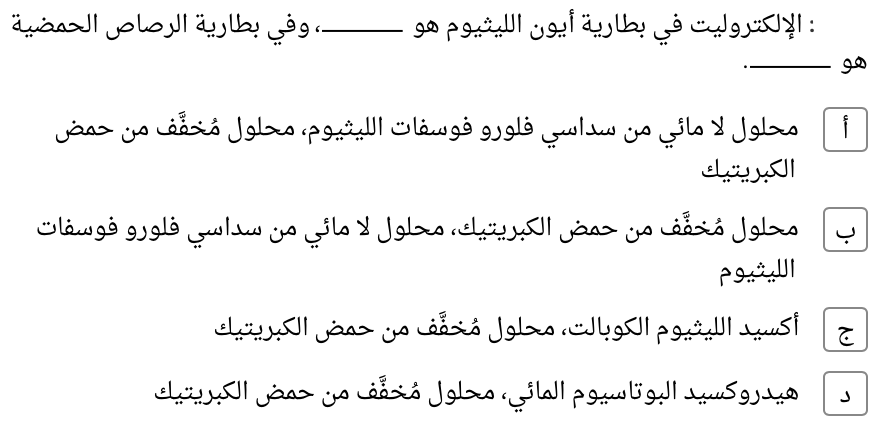 : الإلكتروليت في بطارية أيون الليثيوم هو ______، وفي بطارية الرصاص الحمضية
هو ______.
أ محلول لا مائي من سداسي فلورو فوسفات الليثيوم، محلول مُخفَّف من حمض
الكبريتيك
ب محلول مُخفَّف من حمض الكبريتيك، محلول لا مائي من سداسي فلورو فوسفات
الليثيوم
ج أكسيد الليثيوم الكوبالت، محلول مُخفَّف من حمض الكبريتيك
د هيدروكسيد البوتاسيوم المائي، محلول مُخفَّف من حمض الكبريتيك